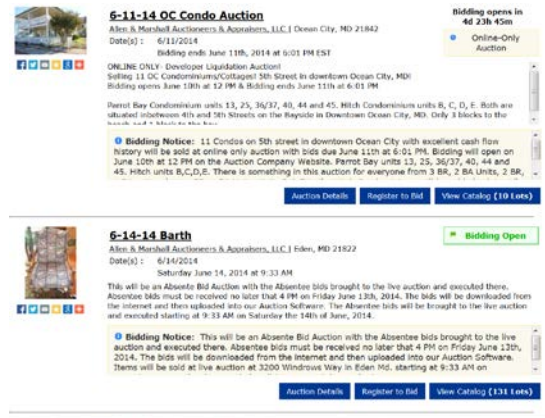 6-11-14 OC Condo Auction
Allen & Marshall Auctioneers & Appraisers, LLC | Ocean City, MD 21842
Date(s) : 6/11/2014
Bidding ends June 11th, 2014 at 6:01 PM EST
Bidding opens in
4d 23h 45m
Online-Only
Auction
ONLINE ONLY- Developer Liquidation Auction!
Selling 11 OC Condominiums/Cottages! 5th Street in downtown Ocean City, MD!
Bidding opens June 10th at 12 PM & Bidding ends June 11th at 6:01 PM
Parrot Bay Condominium units 13, 25, 36/37, 40, 44 and 45. Hitch Condominium units B, C, D, E. Both are
situated inbetween 4th and 5th Streets on the Bayside in Downtown Ocean City, MD. Only 3 blocks to the
beach and 1 block to the bay.
Bidding Notice: 11 Condos on 5th street in downtown Ocean City with excellent cash flow
history will be sold at online only auction with bids due June 11th at 6:01 PM. Bidding will open on
June 10th at 12 PM on the Auction Company Website. Parrot Bay units 13, 25, 36/37, 40, 44 and
45. Hitch units B,C,D,E. There is something in this auction for everyone from 3 BR, 2 BA Units, 2 BR,
Auction Details
Register to Bid
View Catalog (10 Lots)
6-14-14 Barth
Allen & Marshall Auctioneers & Appraisers, LLC | Eden, MD 21822
Date(s) : 6/14/2014
Saturday June 14, 2014 at 9:33 AM
Bidding Open
This will be an Absente Bid Auction with the Absentee bids brought to the live auction and executed there.
Absentee bids must be received no later that 4 PM on Friday June 13th, 2014. The bids will be downloaded from
the internet and then uploaded into our Auction Software. The Absentee bids will be brought to the live auction
and executed starting at 9:33 AM on Saturday the 14th of June, 2014.
Bidding Notice: This will be an Absente Bid Auction with the Absentee bids brought to the live
auction and executed there. Absentee bids must be received no later that 4 PM on Friday June 13th,
2014. The bids will be downloaded from the internet and then uploaded into our Auction Software.
Items will be sold at live auction at 3200 Windrows Way in Eden Md. starting at 9:33 AM on
Auction Details
Register to Bid
View Catalog (131 Lots)